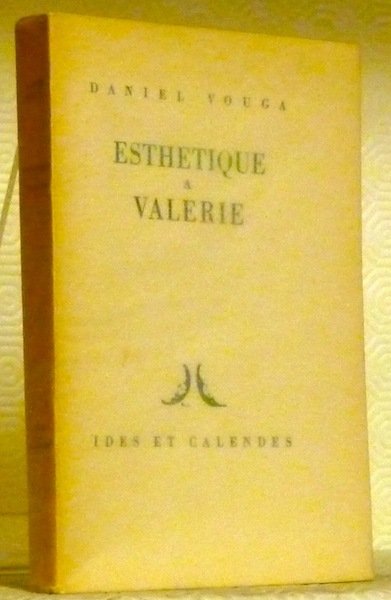 DANIEL VOUGA
ESTHETIQUE
A
VALERIE
IDES ET CALENDES